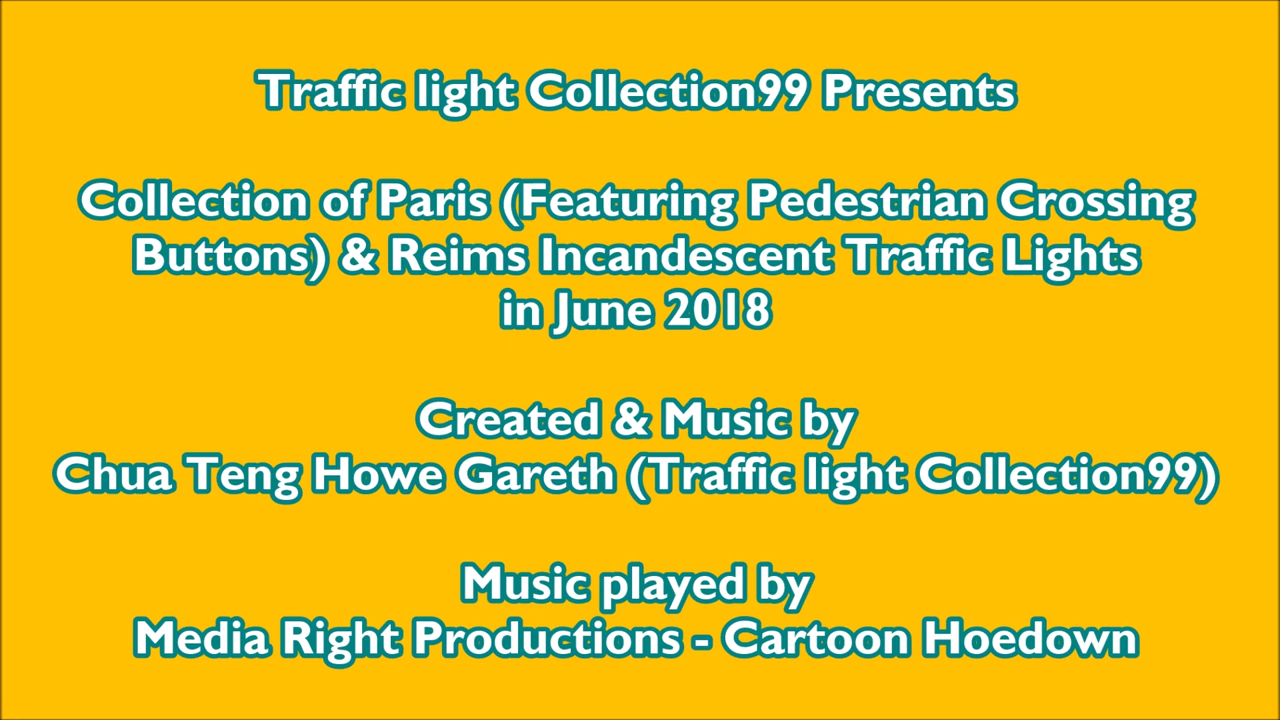 Traffic light Collection99 Presents
Collection of Paris (Featuring Pedestrian Crossing
Buttons) & Reims Incandescent Traffic Lights
in June 2018
Created & Music by
Chua Teng Howe Gareth (Traffic light Collection99)
Music played by
Media Right Productions - Cartoon Hoedown